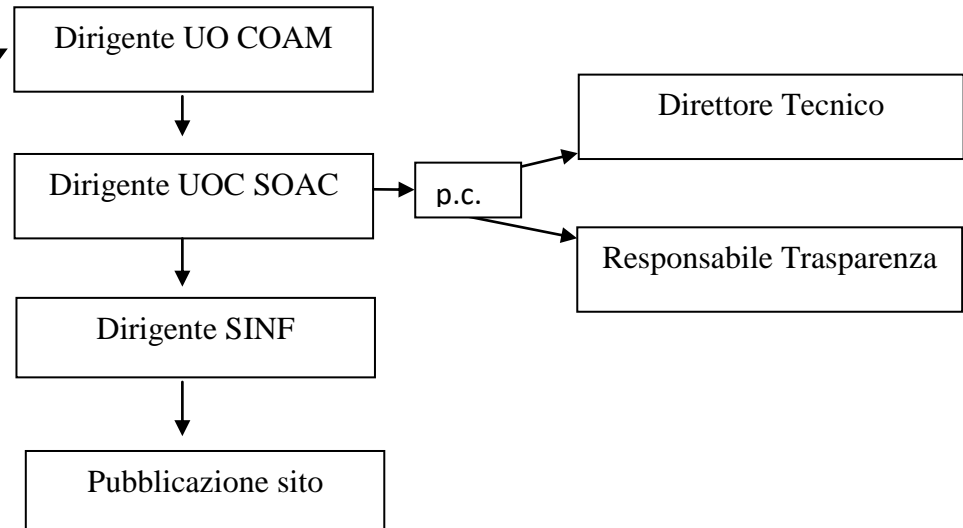 Dirigente UO COAM
Direttore Tecnico
Dirigente UOC SOAC
p.c.
Responsabile Trasparenza
Dirigente SINF
Pubblicazione sito